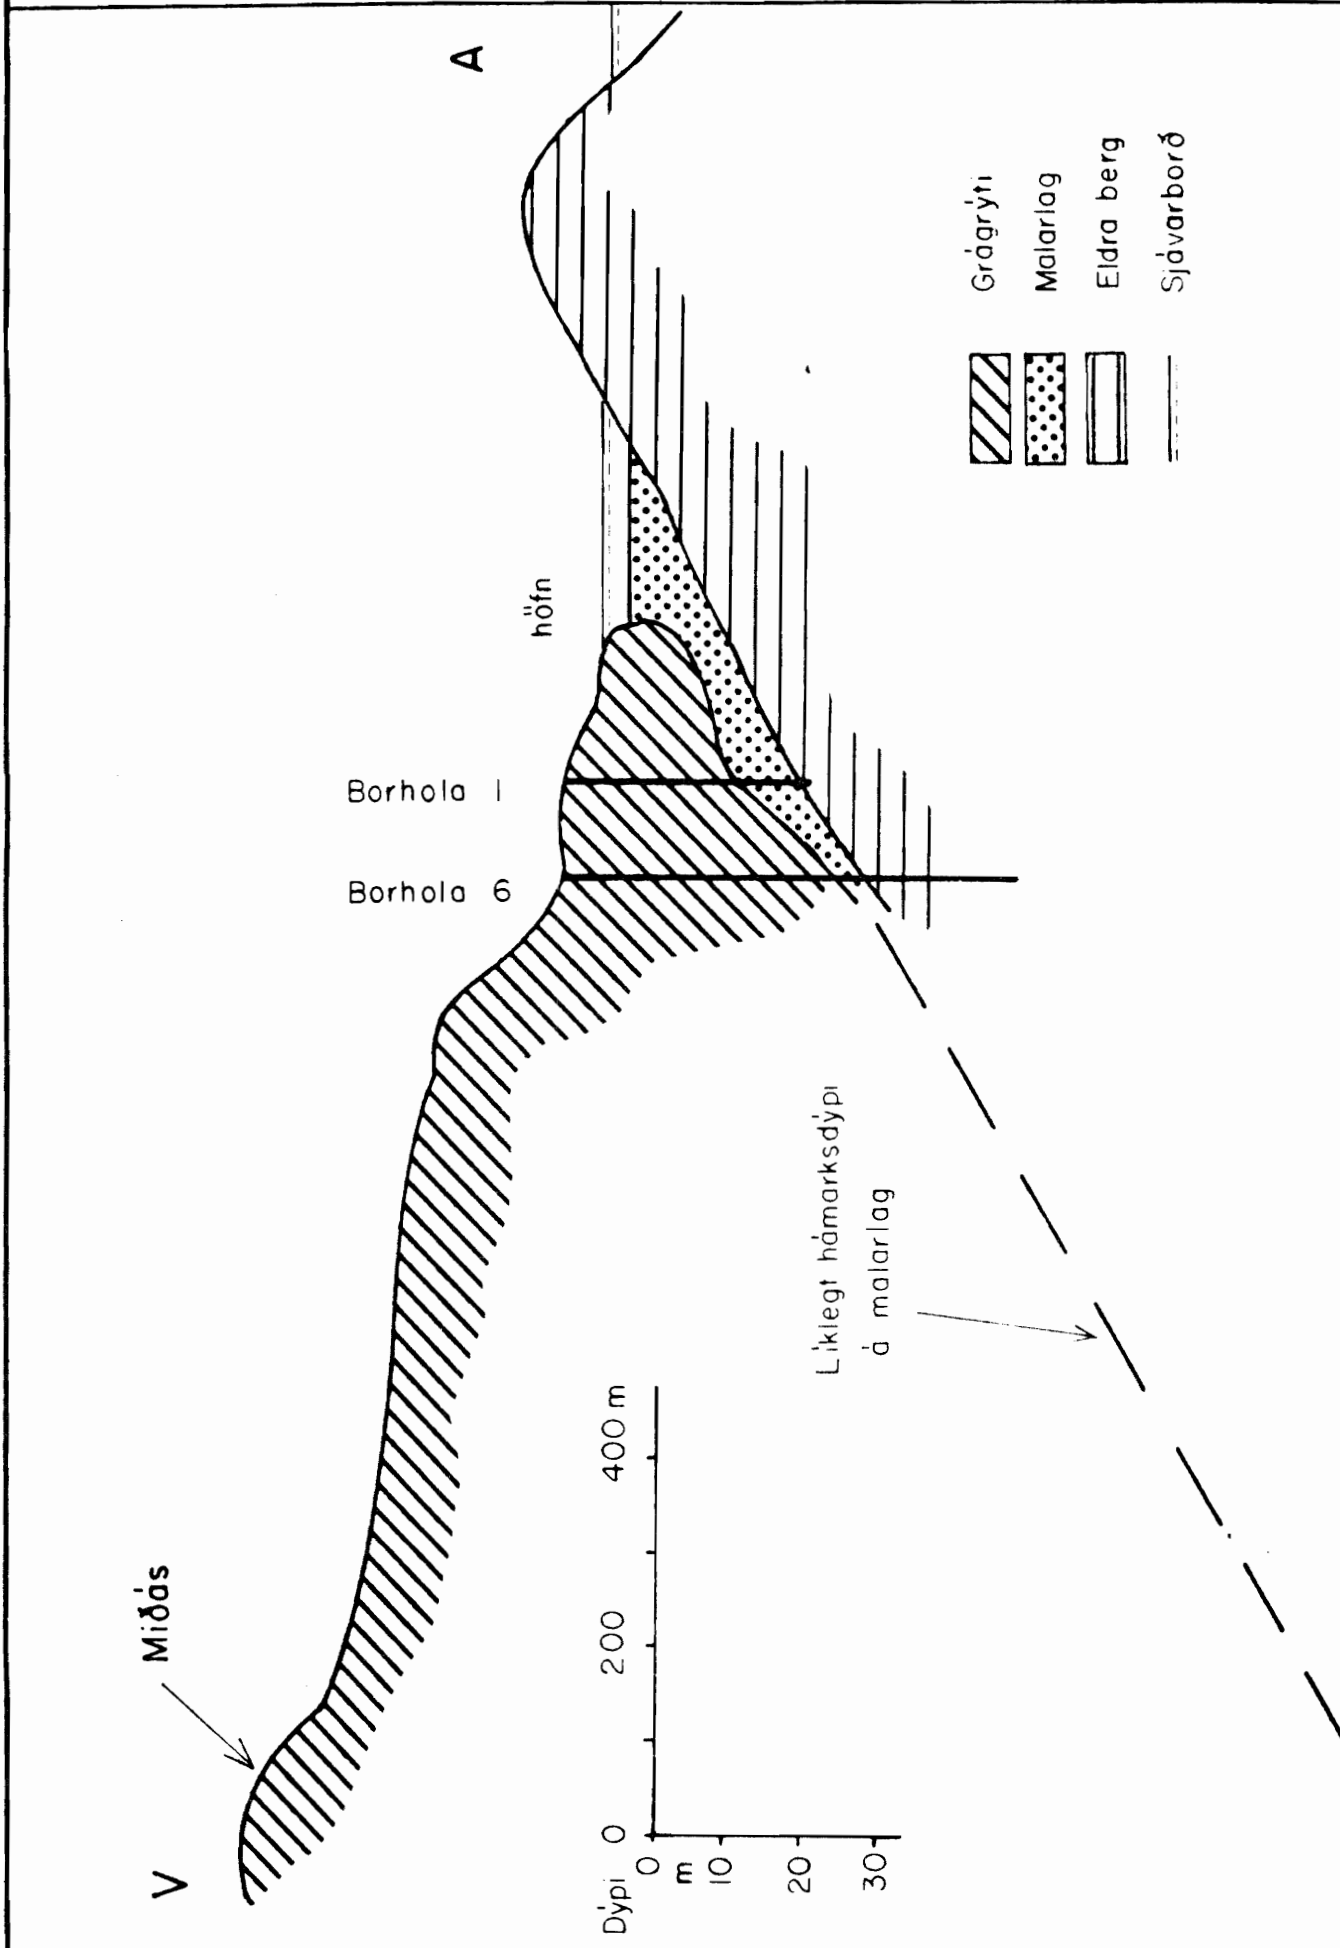 V
A
Miðás
Borhola 1
Borhola 6
höfn
Dýpi
0
m
10
20
30
0
200
400 m
Líklegt hámarksdýpi
á malarlag
Grágrýti
Malarlag
Eldra berg
Sjávarborð